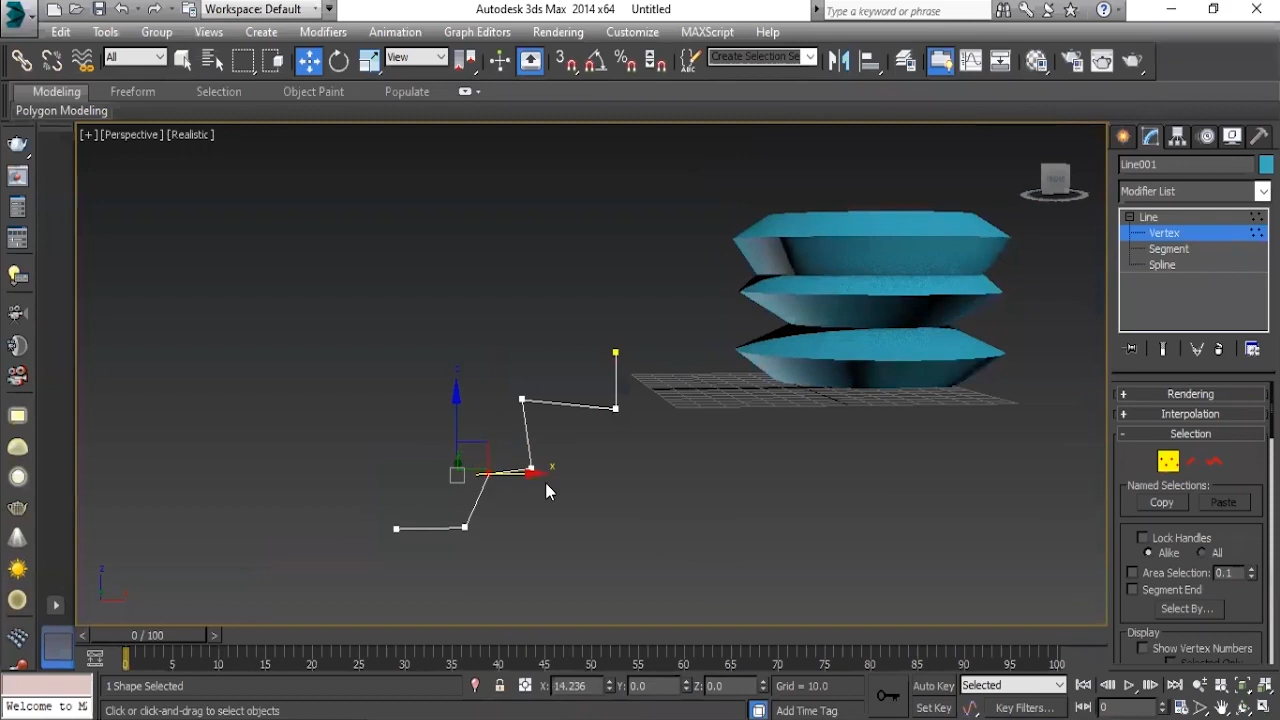 Workspace: Default
Autodesk 3ds Max 2014 x64 Untitled
Type a keyword or phrase
Edit Tools Group Views Create Modifiers Animation Graph Editors Rendering Customize MAXScript Help
All
View
3
Create Selection Se
Modeling Freeform Selection Object Paint Populate
Polygon Modeling
[+] [Perspective] [Realistic]
FRONT
Line001
Modifier List
Line
Vertex
Segment
Spline
Rendering
Interpolation
Selection
Named Selections:
Copy Paste
Lock Handles
Alike All
Area Selection: 0.1
Segment End
Select By...
Display
Show Vertex Numbers
Selected Only
z
x
z
< 0 / 100 >
0 5 10 15 20 25 30 35 40 45 50 55 60 65 70 75 80 85 90 95 100
1 Shape Selected X: 14.236 Y: 0.0 Z: 0.0 Grid = 10.0 Auto Key Selected
Welcome to M Click or click-and-drag to select objects Add Time Tag Set Key Key Filters... 0